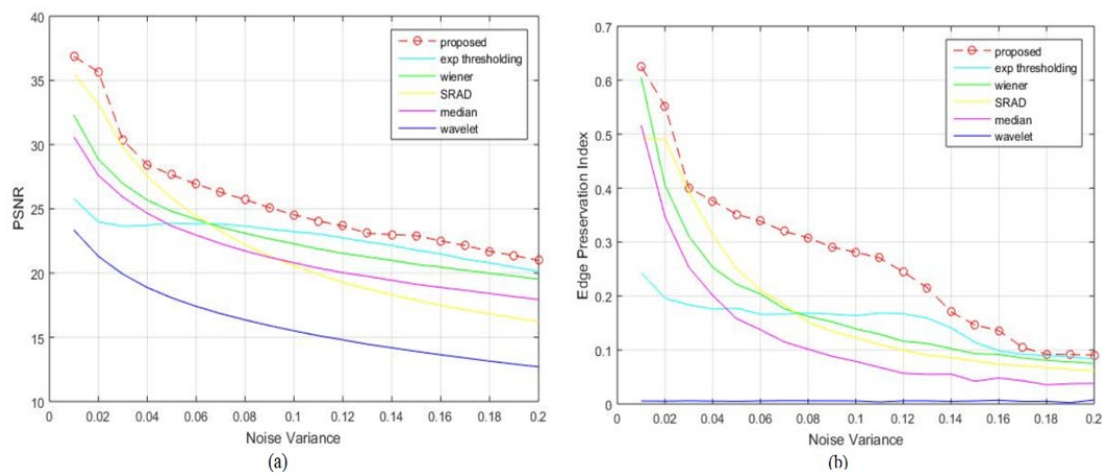 40
35
30
25
20
15
10
PSNR
0
0.02
0.04
0.06
0.08
0.1
0.12
0.14
0.16
0.18
0.2
Noise Variance
proposed
exp thresholding
wiener
SRAD
median
wavelet
(a)
0.7
0.6
0.5
0.4
0.3
0.2
0.1
0
Edge Preservation Index
0
0.02
0.04
0.06
0.08
0.1
0.12
0.14
0.16
0.18
0.2
Noise Variance
proposed
exp thresholding
wiener
SRAD
median
wavelet
(b)